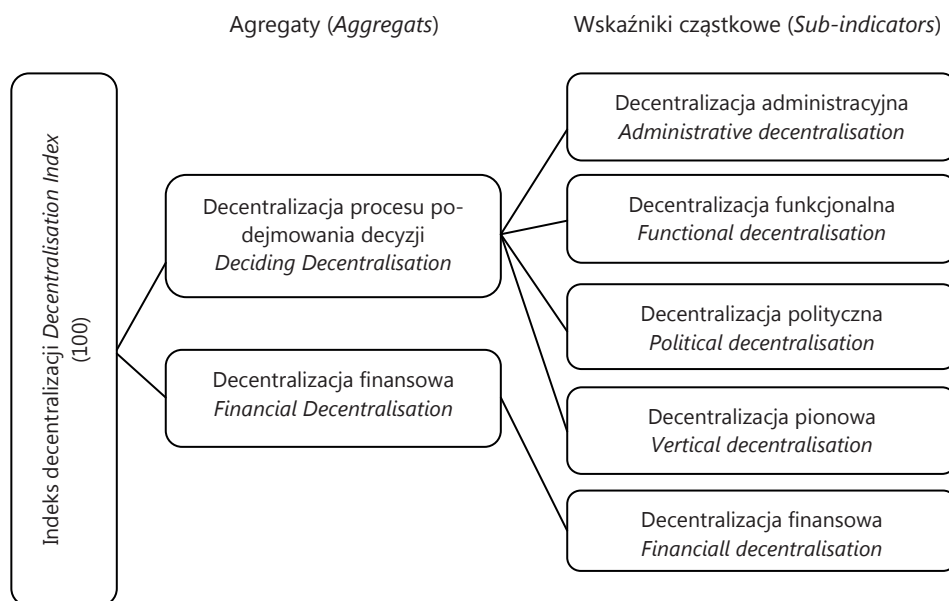 Agregaty (Aggregats)
Wskaźniki cząstkowe (Sub-indicators)
Indeks decentralizacji Decentralisation Index
(100)
Decentralizacja procesu po-
dejmowania decyzji
Deciding Decentralisation
Decentralizacja finansowa
Financial Decentralisation
Decentralizacja administracyjna
Administrative decentralisation
Decentralizacja funkcjonalna
Functional decentralisation
Decentralizacja polityczna
Political decentralisation
Decentralizacja pionowa
Vertical decentralisation
Decentralizacja finansowa
Financiall decentralisation